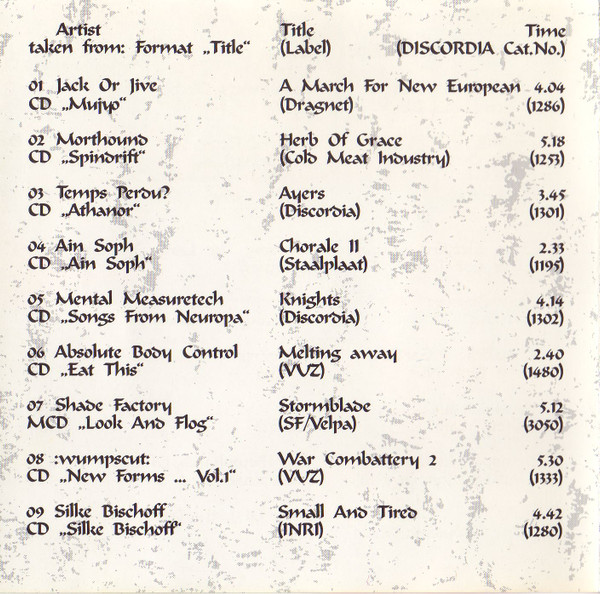 Artist Title Time
taken from: Format „Title“ (Label) (DISCORDIA Cat.No.)
01 Jack Or Jive A March For New European 4.04
CD „Mujyo“ (Dragnet) (1286)
02 Morthound Herb Of Grace 5.18
CD „Spindrift“ (Cold Meat Industry) (1253)
03 Temps Perdu? Ayers 3.45
CD „Athanor“ (Discordia) (1301)
04 Ain Soph Chorale II 2.33
CD „Ain Soph“ (Staalplaat) (1195)
05 Mental Measuretech Knights 4.14
CD „Songs From Neuropa“ (Discordia) (1302)
06 Absolute Body Control Melting away 2.40
CD „Eat This“ (VUZ) (1480)
07 Shade Factory Stormblade 5.12
MCD „Look And Flog“ (SF/Velpa) (3050)
08 :wumpscut: War Combattery 2 5.30
CD „New Forms ... Vol.1“ (VUZ) (1333)
09 Silke Bischoff Small And Tired 4.42
CD „Silke Bischoff“ (INRI) (1280)